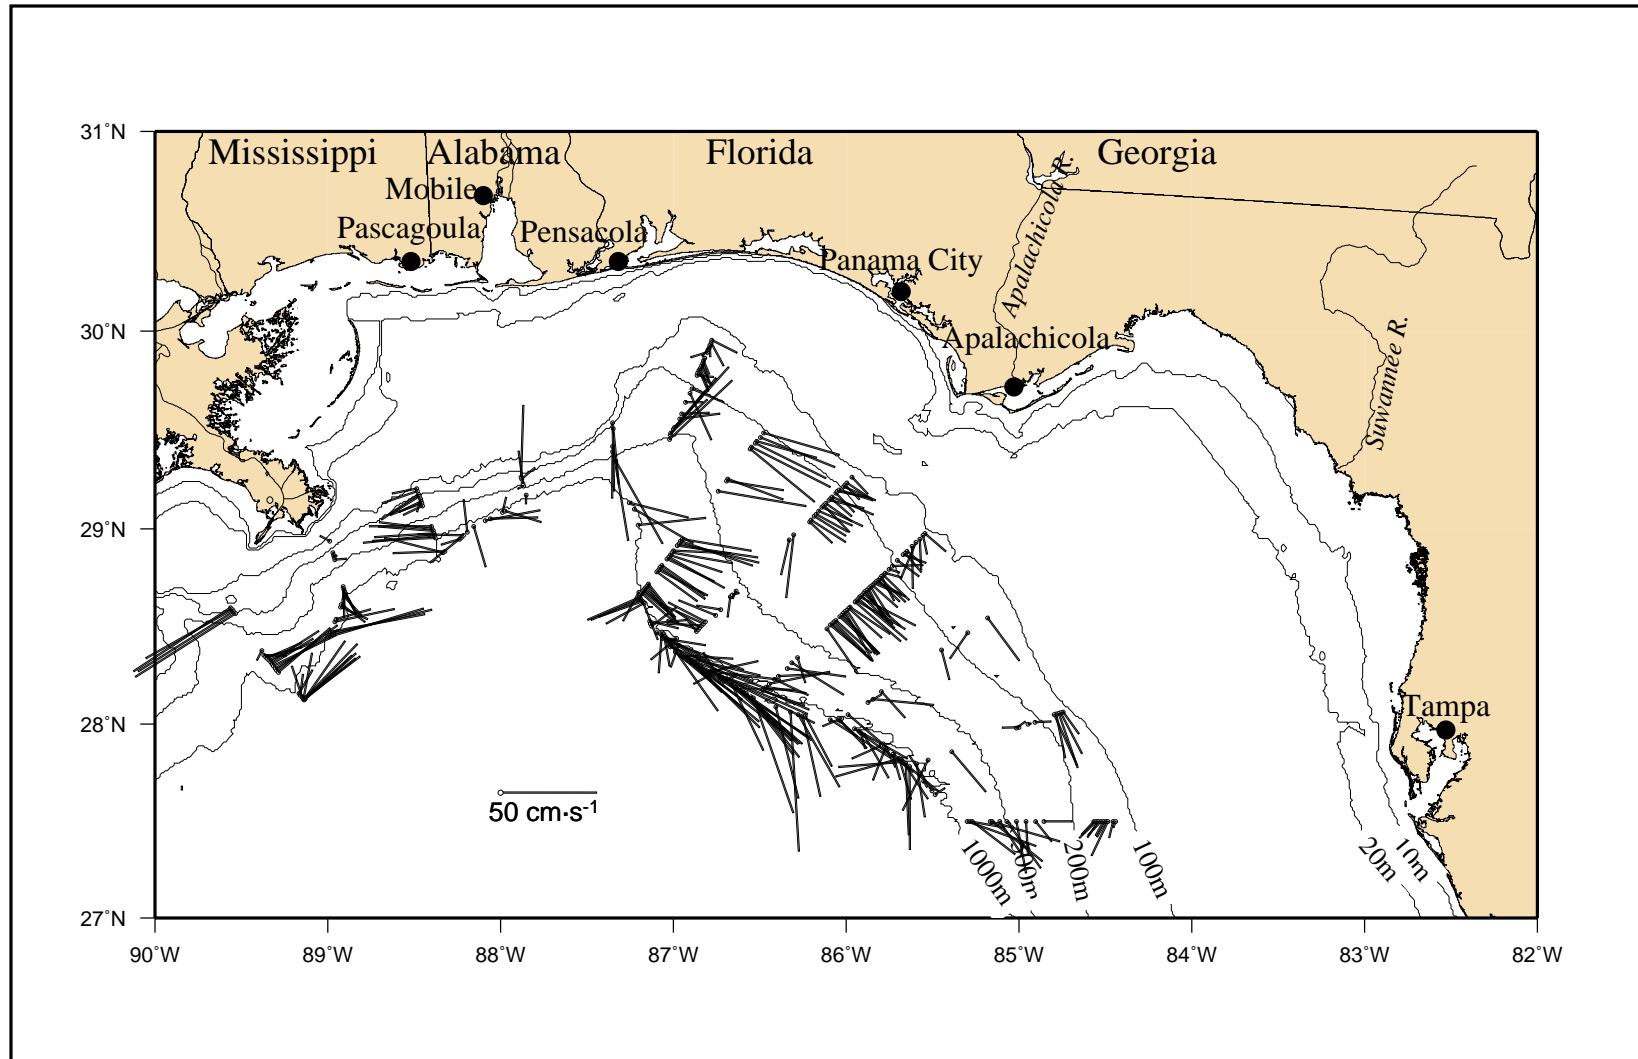 31°N
Mississippi Alabama Florida Georgia
Mobile
Pascagoula Pensacola
Panama City
Apalachicola R.
30°N
Apalachicola
Suwannee R.
29°N
28°N
Tampa
50 cm·s-1
1000m 200m 100m 20m 10m
27°N
90°W 89°W 88°W 87°W 86°W 85°W 84°W 83°W 82°W